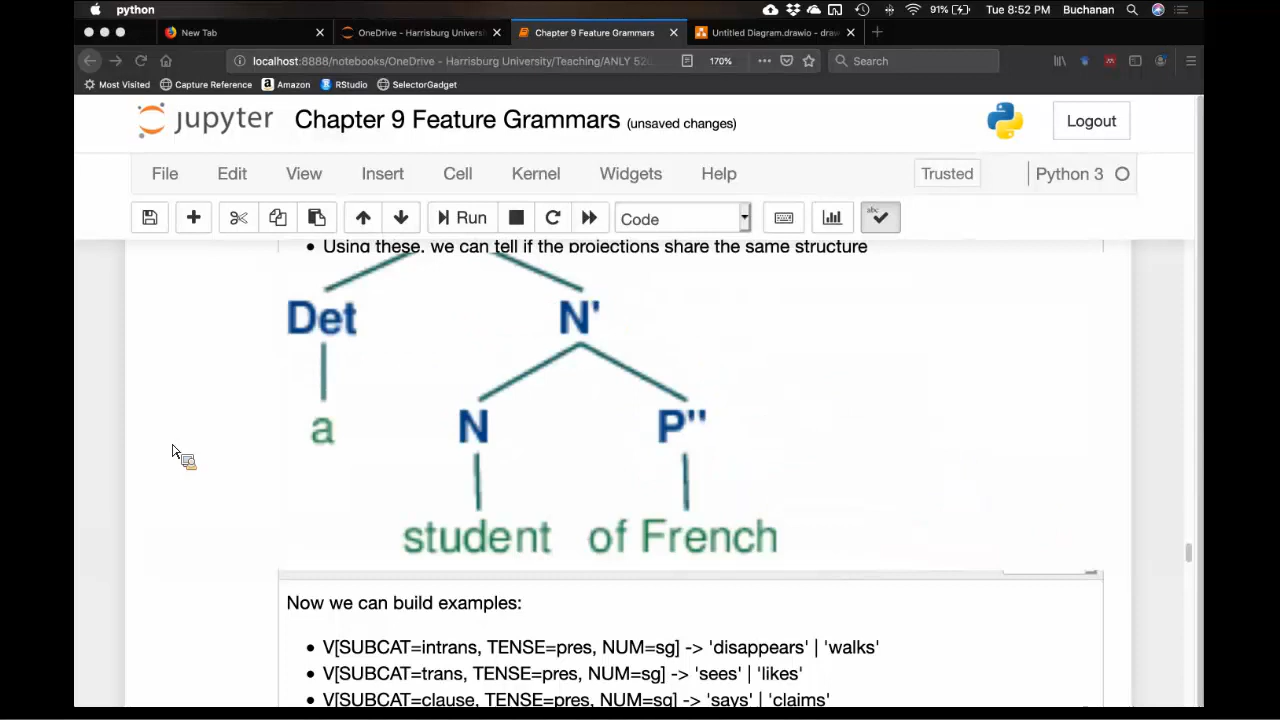 python
91%
Tue 8:52 PM Buchanan
New Tab
OneDrive - Harrisburg Universi
Chapter 9 Feature Grammars
Untitled Diagram.drawio - draw
localhost:8888/notebooks/OneDrive - Harrisburg University/Teaching/ANLY 520
170%
Search
Most Visited
Capture Reference
Amazon
RStudio
SelectorGadget
jupyter
Chapter 9 Feature Grammars (unsaved changes)
Logout
File Edit View Insert Cell Kernel Widgets Help
Trusted
Python 3
Run
Code
abc
• Using these, we can tell if the projections share the same structure
Det N'
a N P''
student of French
Now we can build examples:
• V[SUBCAT=intrans, TENSE=pres, NUM=sg] -> 'disappears' | 'walks'
• V[SUBCAT=trans, TENSE=pres, NUM=sg] -> 'sees' | 'likes'
• V[SUBCAT=clause, TENSE=pres, NUM=sg] -> 'says' | 'claims'